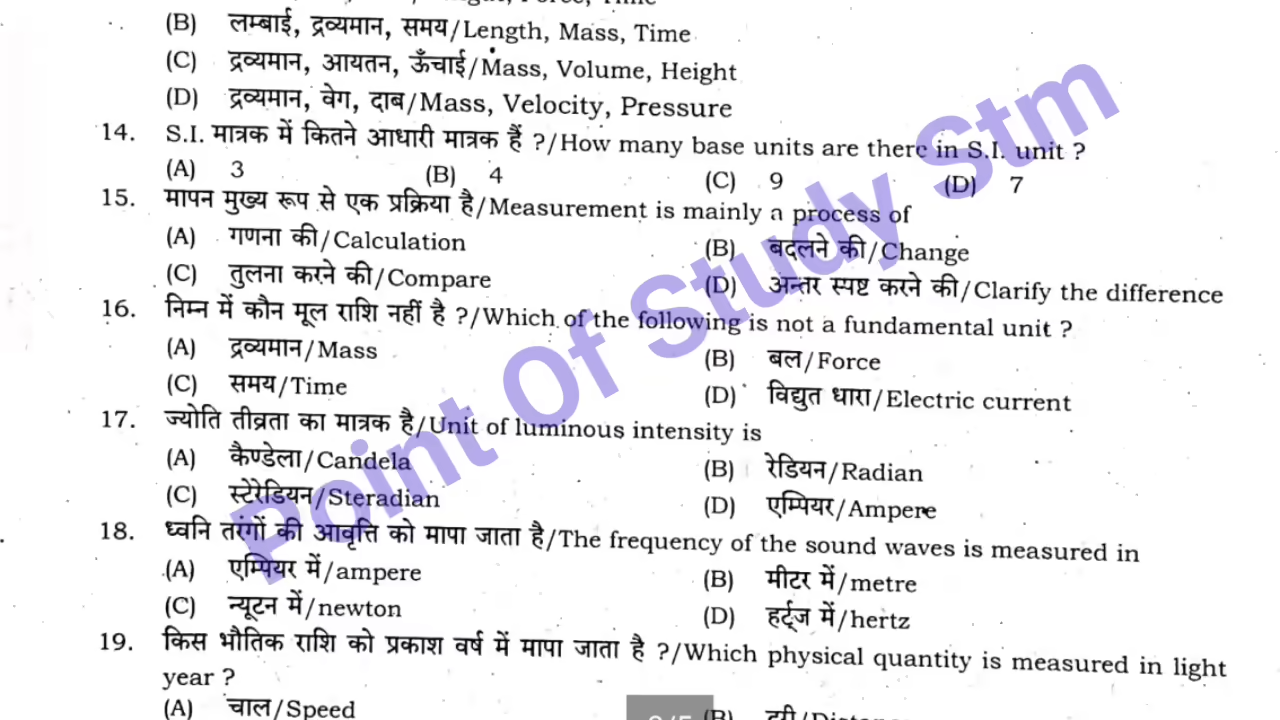 Force, Time
(B) लम्बाई, द्रव्यमान, समय/Length, Mass, Time
(C) द्रव्यमान, आयतन, ऊँचाई/Mass, Volume, Height
(D) द्रव्यमान, वेग, दाब/Mass, Velocity, Pressure
14. S.I. मात्रक में कितने आधारी मात्रक हैं ?/How many base units are there in S.I. unit ?
(A) 3 (B) 4 (C) 9 (D) 7
15. मापन मुख्य रूप से एक प्रक्रिया है/Measurement is mainly a process of
(A) गणना की/Calculation (B) बदलने की/Change
(C) तुलना करने की/Compare (D) अन्तर स्पष्ट करने की/Clarify the difference
16. निम्न में कौन मूल राशि नहीं है ?/Which of the following is not a fundamental unit ?
(A) द्रव्यमान/Mass (B) बल/Force
(C) समय/Time (D) विद्युत धारा/Electric current
17. ज्योति तीव्रता का मात्रक है/Unit of luminous intensity is
(A) कैण्डेला/Candela (B) रेडियन/Radian
(C) स्टेरेडियन/Steradian (D) एम्पियर/Ampere
18. ध्वनि तरंगों की आवृत्ति को मापा जाता है/The frequency of the sound waves is measured in
(A) एम्पियर में/ampere (B) मीटर में/metre
(C) न्यूटन में/newton (D) हर्ट्ज में/hertz
19. किस भौतिक राशि को प्रकाश वर्ष में मापा जाता है ?/Which physical quantity is measured in light
year ?
(A) चाल/Speed (B) दूरी/Distance
Point Of Study Stm